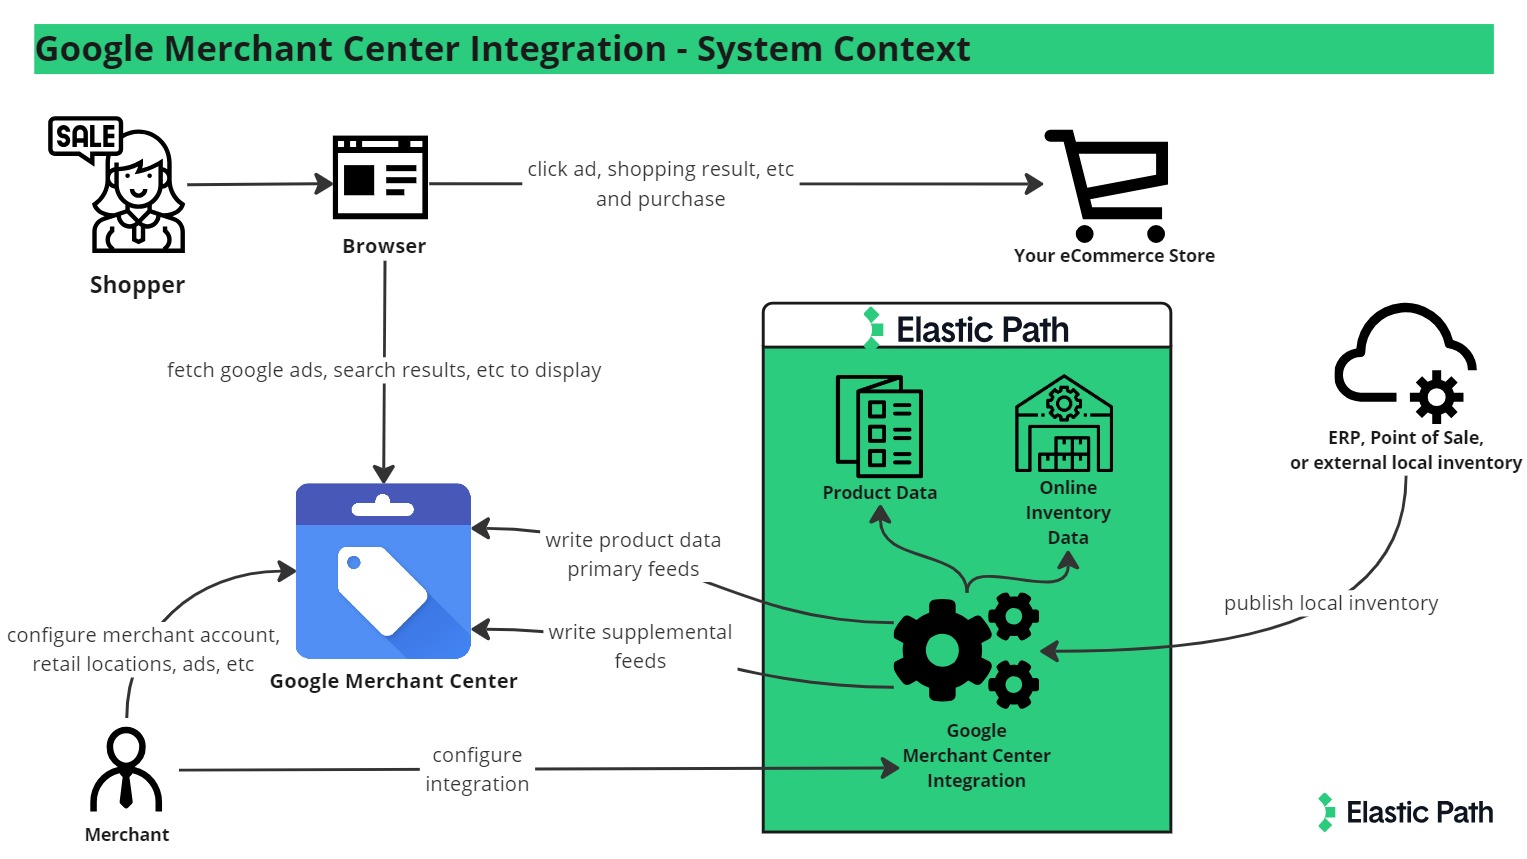 Google Merchant Center Integration - System Context
SALE
Shopper
Browser
click ad, shopping result, etc
and purchase
Your eCommerce Store
fetch google ads, search results, etc to display
Elastic Path
Product Data
Online
Inventory
Data
ERP, Point of Sale,
or external local inventory
write product data
primary feeds
publish local inventory
write supplemental
feeds
configure merchant account,
retail locations, ads, etc
Google Merchant Center
Google
Merchant Center
Integration
configure
integration
Merchant
Elastic Path